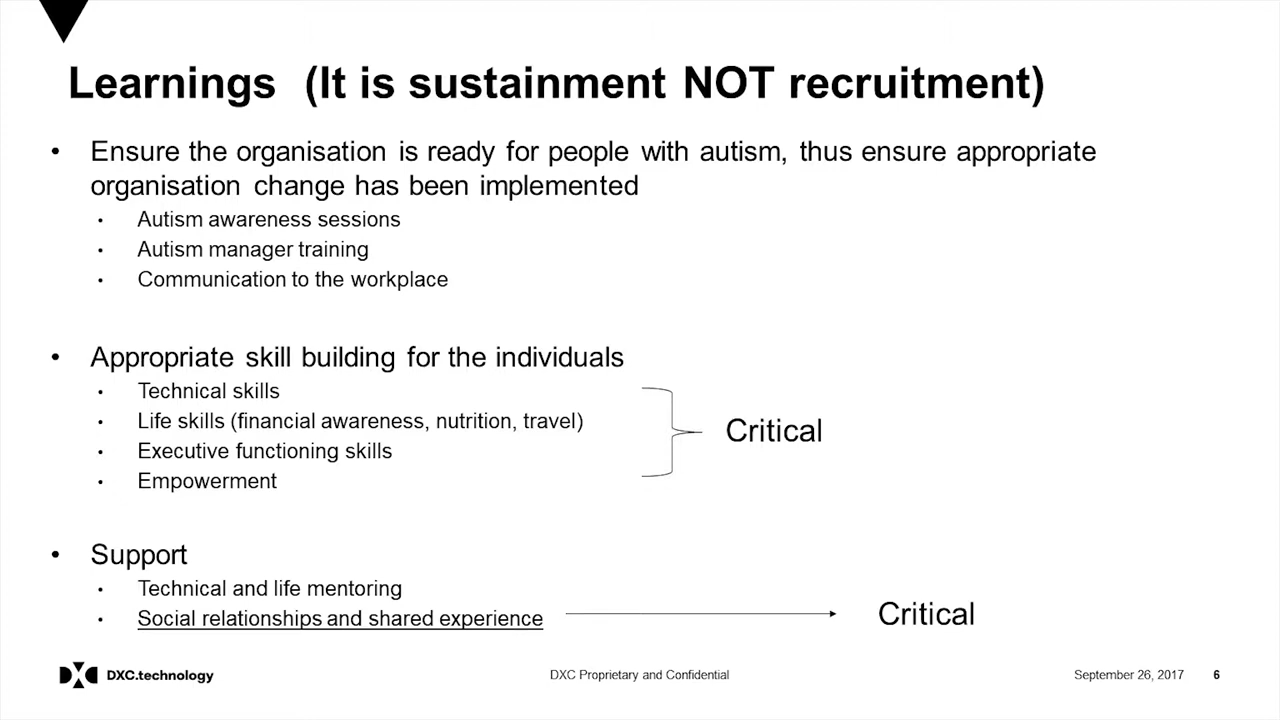 Learnings (It is sustainment NOT recruitment)
• Ensure the organisation is ready for people with autism, thus ensure appropriate
organisation change has been implemented
• Autism awareness sessions
• Autism manager training
• Communication to the workplace
• Appropriate skill building for the individuals
• Technical skills
• Life skills (financial awareness, nutrition, travel)
• Executive functioning skills
• Empowerment
Critical
• Support
• Technical and life mentoring
• Social relationships and shared experience
Critical
DXC.technology
DXC Proprietary and Confidential
September 26, 2017 6